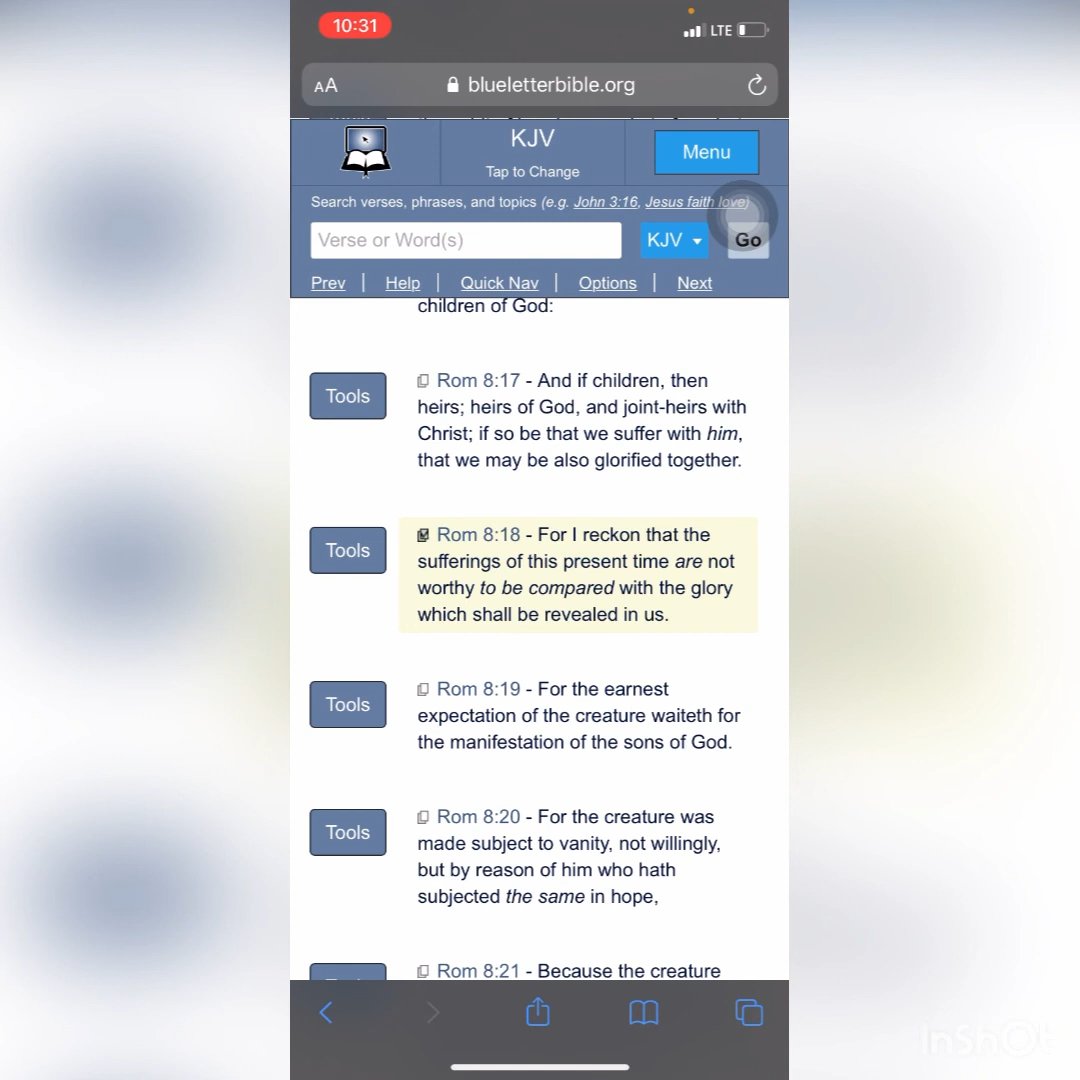 10:31
LTE
AA
blueletterbible.org
KJV
Menu
Tap to Change
Search verses, phrases, and topics (e.g. John 3:16, Jesus faith love)
Verse or Word(s)
KJV
Go
Prev | Help | Quick Nav | Options | Next
children of God:
Tools
Rom 8:17 - And if children, then
heirs; heirs of God, and joint-heirs with
Christ; if so be that we suffer with him,
that we may be also glorified together.
Tools
Rom 8:18 - For I reckon that the
sufferings of this present time are not
worthy to be compared with the glory
which shall be revealed in us.
Tools
Rom 8:19 - For the earnest
expectation of the creature waiteth for
the manifestation of the sons of God.
Tools
Rom 8:20 - For the creature was
made subject to vanity, not willingly,
but by reason of him who hath
subjected the same in hope,
Rom 8:21 - Because the creature
InShOt